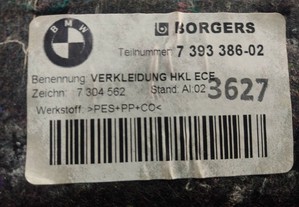 BMW
BORGERS
Teilnummer 7 393 386-02
Benennung VERKLEIDUNG HKL ECE
Zeichn: 7 304 562 Stand: AI:02 3627
Werkstoff: >PES+PP+CO<